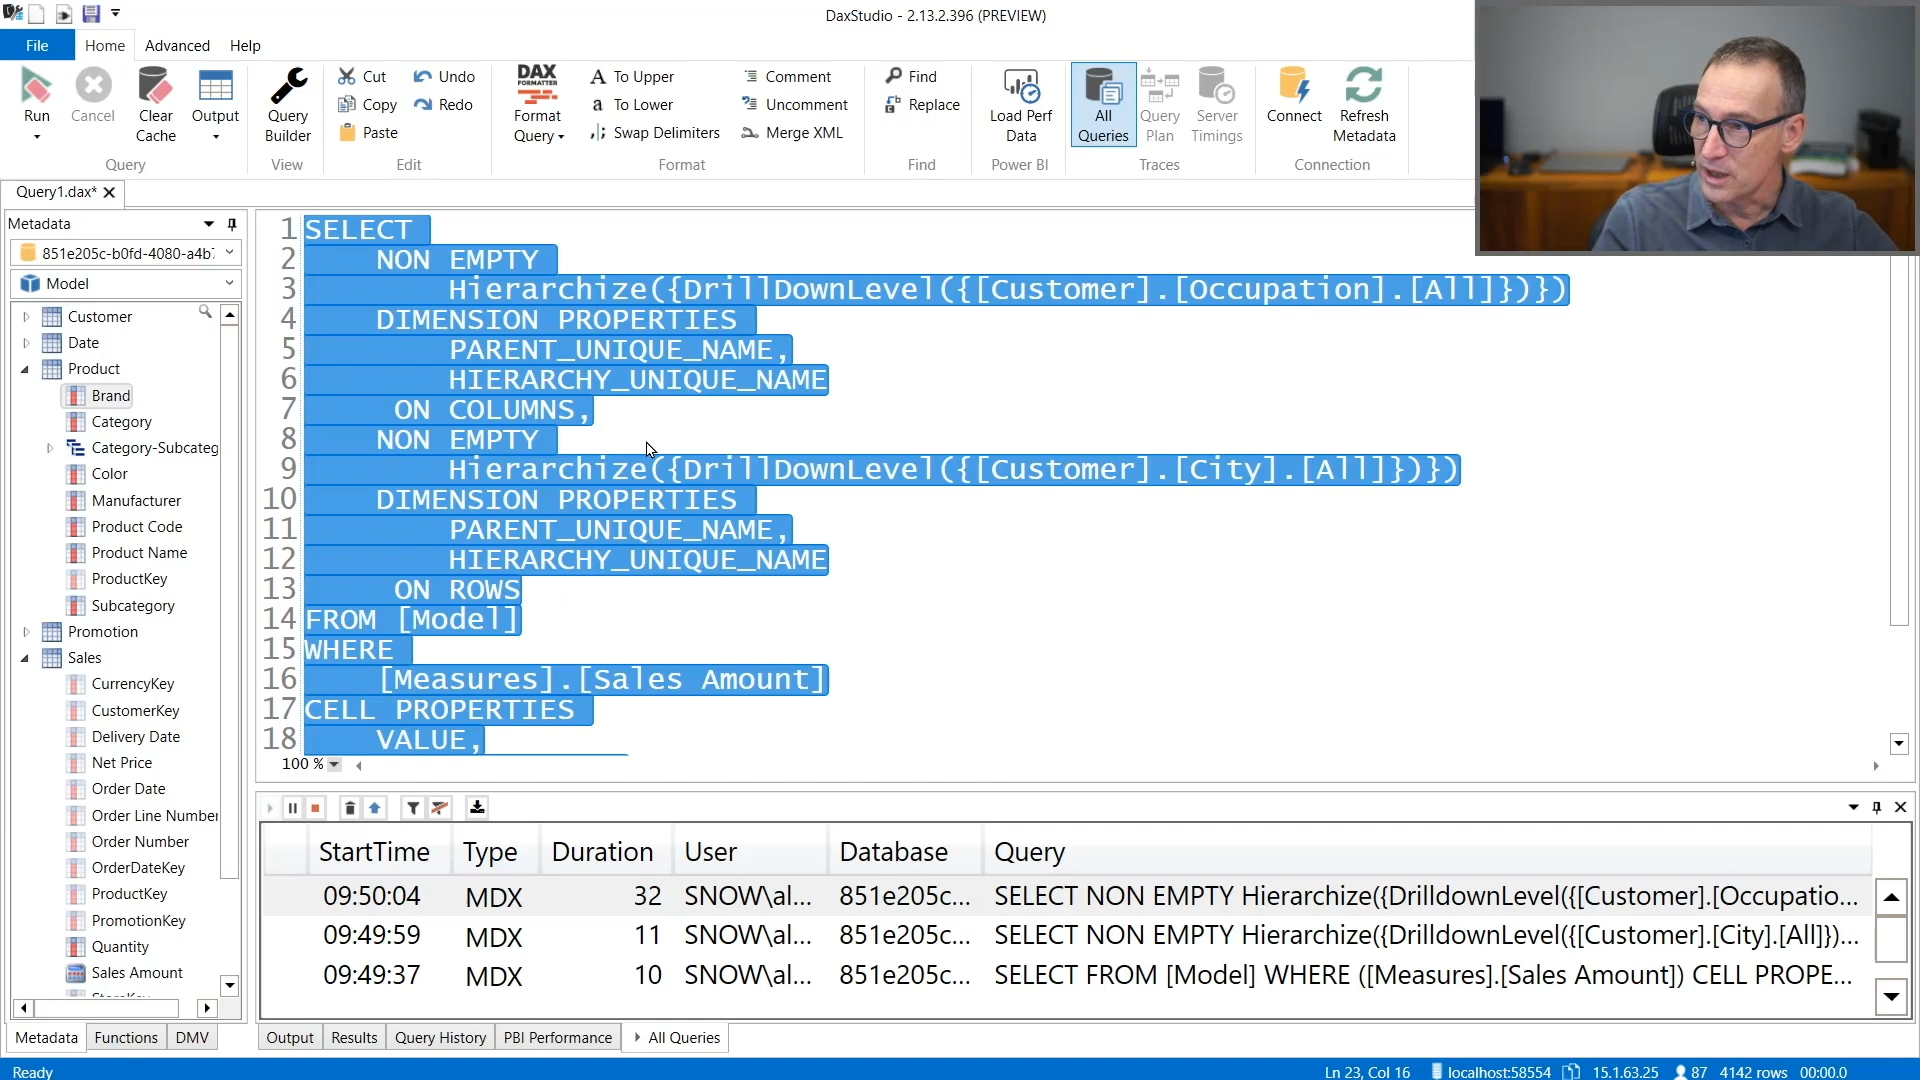 DaxStudio - 2.13.2.396 (PREVIEW)
File Home Advanced Help
Run
Cancel
Clear Cache
Output
Query
Query Builder
View
Cut
Copy
Paste
Undo
Redo
Edit
DAX FORMATTER
Format Query
To Upper
To Lower
Swap Delimiters
Comment
Uncomment
Merge XML
Format
Find
Replace
Find
Load Perf Data
Power BI
All Queries
Query Plan
Server Timings
Traces
Connect
Refresh Metadata
Connection
Query1.dax*
Metadata
851e205c-b0fd-4080-a4b
Model
Customer
Date
Product
Brand
Category
Category-Subcateg
Color
Manufacturer
Product Code
Product Name
ProductKey
Subcategory
Promotion
Sales
CurrencyKey
CustomerKey
Delivery Date
Net Price
Order Date
Order Line Number
Order Number
OrderDateKey
ProductKey
PromotionKey
Quantity
Sales Amount
Metadata Functions DMV
1 SELECT
2 NON EMPTY
3 Hierarchize({DrillDownLevel({[Customer].[Occupation].[All]})})
4 DIMENSION PROPERTIES
5 PARENT_UNIQUE_NAME,
6 HIERARCHY_UNIQUE_NAME
7 ON COLUMNS,
8 NON EMPTY
9 Hierarchize({DrillDownLevel({[Customer].[City].[All]})})
10 DIMENSION PROPERTIES
11 PARENT_UNIQUE_NAME,
12 HIERARCHY_UNIQUE_NAME
13 ON ROWS
14 FROM [Model]
15 WHERE
16 [Measures].[Sales Amount]
17 CELL PROPERTIES
18 VALUE,
100 %
StartTime Type Duration User Database Query
09:50:04 MDX 32 SNOW\al... 851e205c... SELECT NON EMPTY Hierarchize({DrilldownLevel({[Customer].[Occupatio...
09:49:59 MDX 11 SNOW\al... 851e205c... SELECT NON EMPTY Hierarchize({DrilldownLevel({[Customer].[City].[All]})...
09:49:37 MDX 10 SNOW\al... 851e205c... SELECT FROM [Model] WHERE ([Measures].[Sales Amount]) CELL PROPE...
Output Results Query History PBI Performance All Queries
Ready Ln 23, Col 16 localhost:58554 15.1.63.25 87 4142 rows 00:00.0